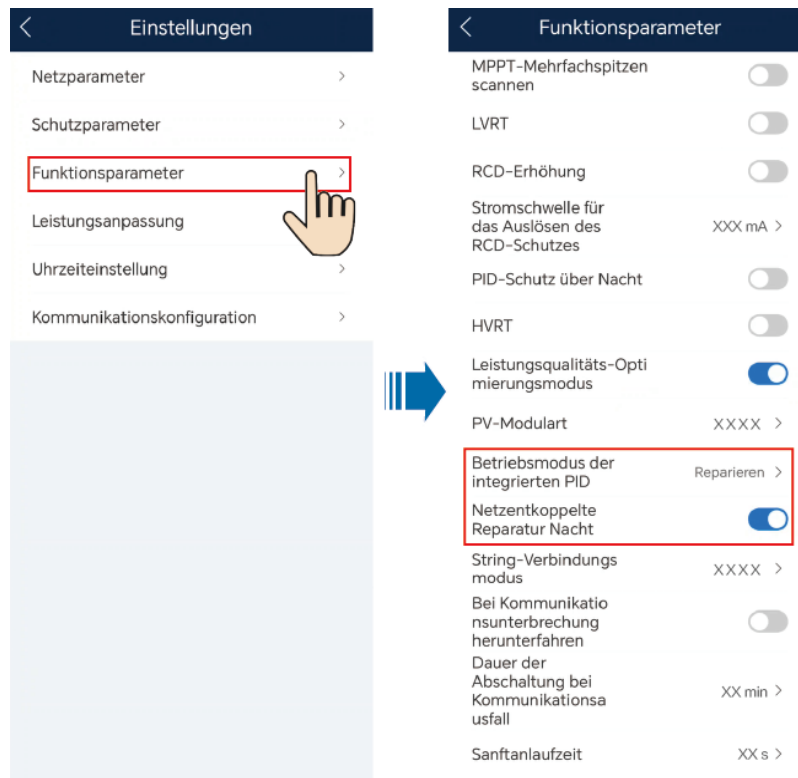 Einstellungen
Netzparameter
Schutzparameter
Funktionsparameter
Leistungsanpassung
Uhrzeiteinstellung
Kommunikationskonfiguration
Funktionsparameter
MPPT-Mehrfachspitzen
scannen
LVRT
RCD-Erhöhung
Stromschwelle für
das Auslösen des
RCD-Schutzes
XXX mA
PID-Schutz über Nacht
HVRT
Leistungsqualitäts-Opti
mierungsmodus
PV-Modulart
XXXX
Betriebsmodus der
integrierten PID
Reparieren
Netzentkoppelte
Reparatur Nacht
String-Verbindungs
modus
XXXX
Bei Kommunikatio
nsunterbrechung
herunterfahren
Dauer der
Abschaltung bei
Kommunikationsa
usfall
XX min
Sanftanlaufzeit
XX s